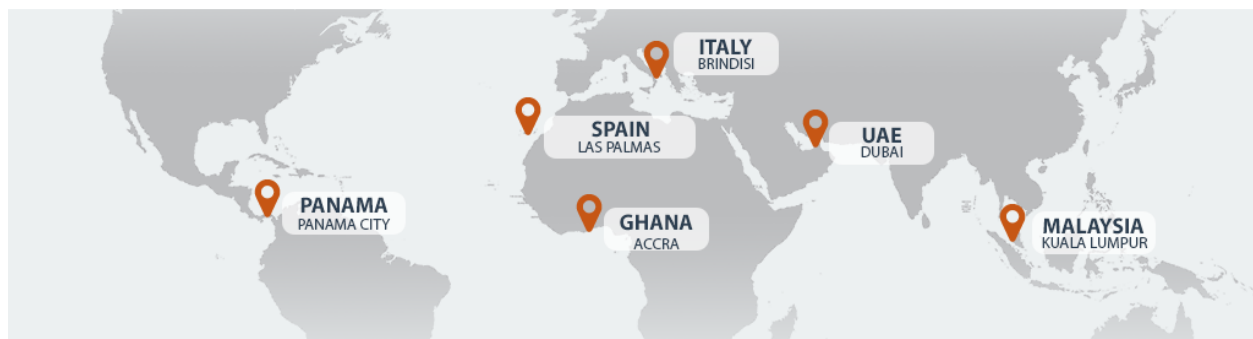 ITALY
BRINDISI
SPAIN
LAS PALMAS
UAE
DUBAI
PANAMA
PANAMA CITY
GHANA
ACCRA
MALAYSIA
KUALA LUMPUR